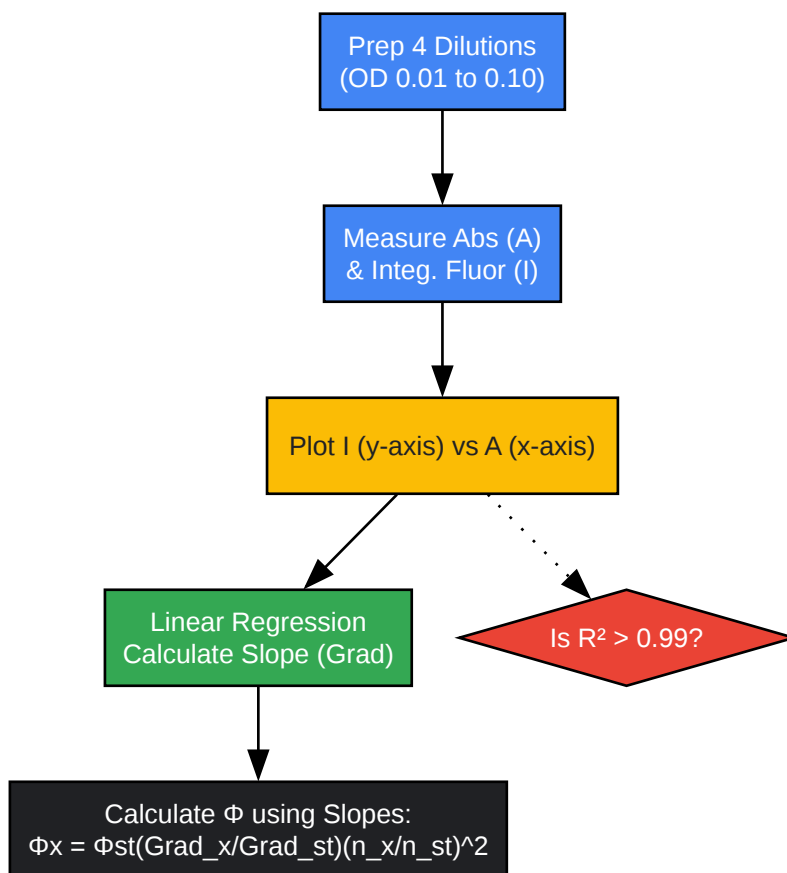 Prep 4 Dilutions
(OD 0.01 to 0.10)
Measure Abs (A)
& Integ. Fluor (I)
Plot I (y-axis) vs A (x-axis)
Linear Regression
Calculate Slope (Grad)
Is R² > 0.99?
Calculate Φ using Slopes:
Φx = Φst(Grad_x/Grad_st)(n_x/n_st)^2